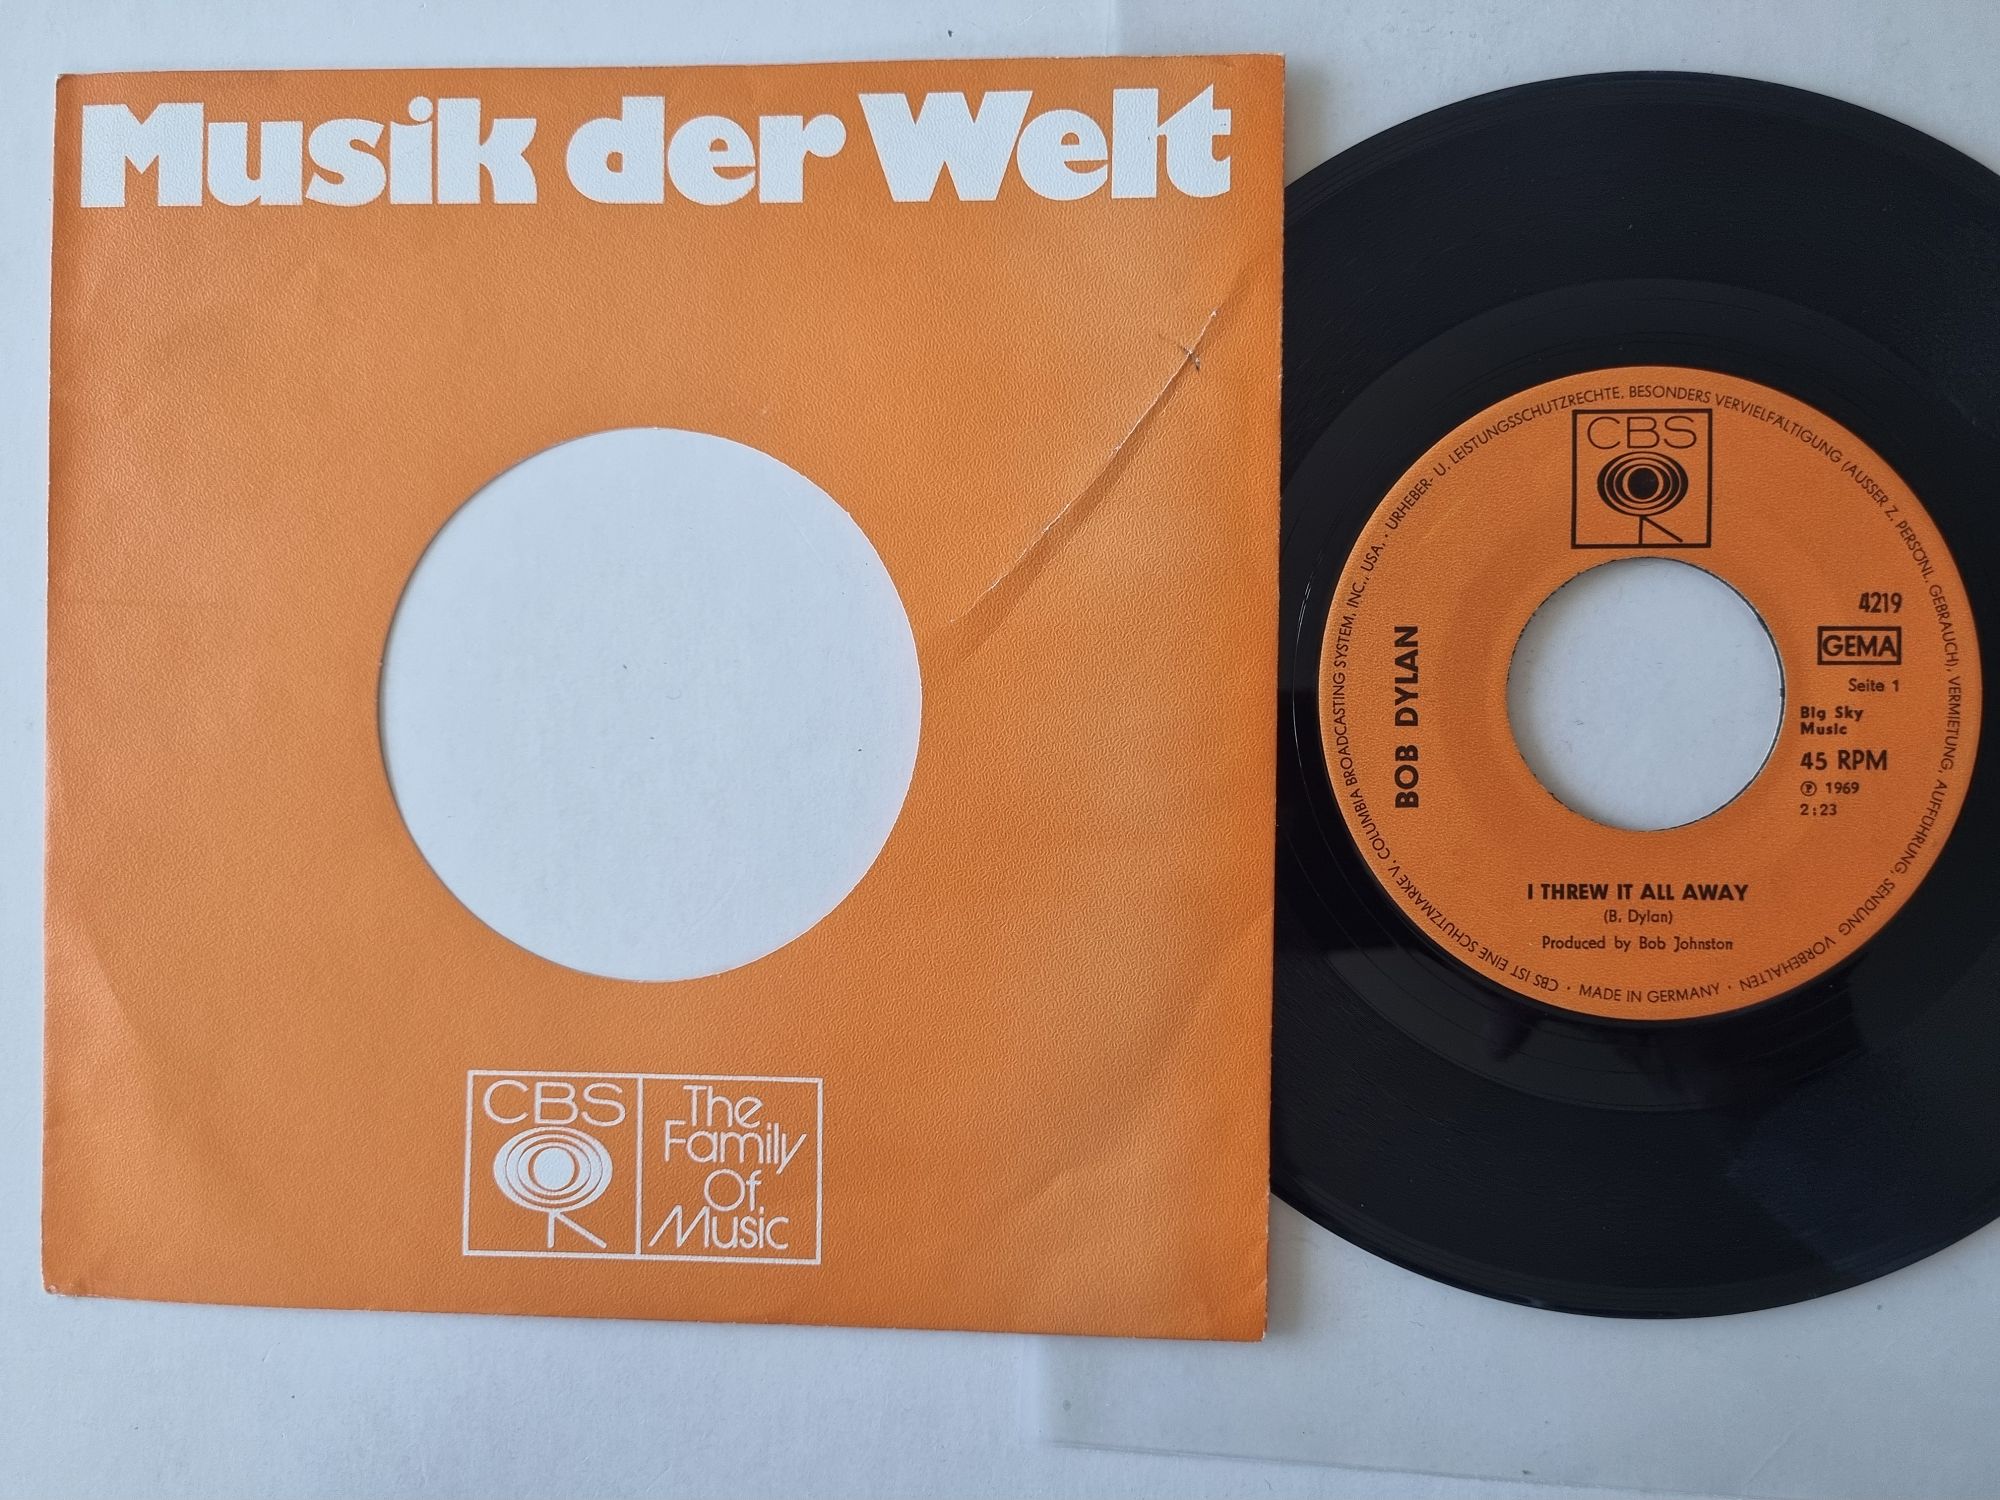 Musik der Welt
CBS
The
Family
Of
Music
CBS IST EINE SCHUTZMARKE V. COLUMBIA BROADCASTING SYSTEM, INC., USA. . URHEBER- U. LEISTUNGSSCHUTZRECHTE, BESONDERS VERVIELFÄLTIGUNG (AUSSER Z. PERSÖNL. GEBRAUCH), VERMIETUNG, AUFFÜHRUNG, SENDUNG VORBEHALTEN · MADE IN GERMANY ·
CBS
4219
GEMA
Seite 1
Big Sky
Music
45 RPM
Ⓟ 1969
2:23
BOB DYLAN
I THREW IT ALL AWAY
(B. Dylan)
Produced by Bob Johnston